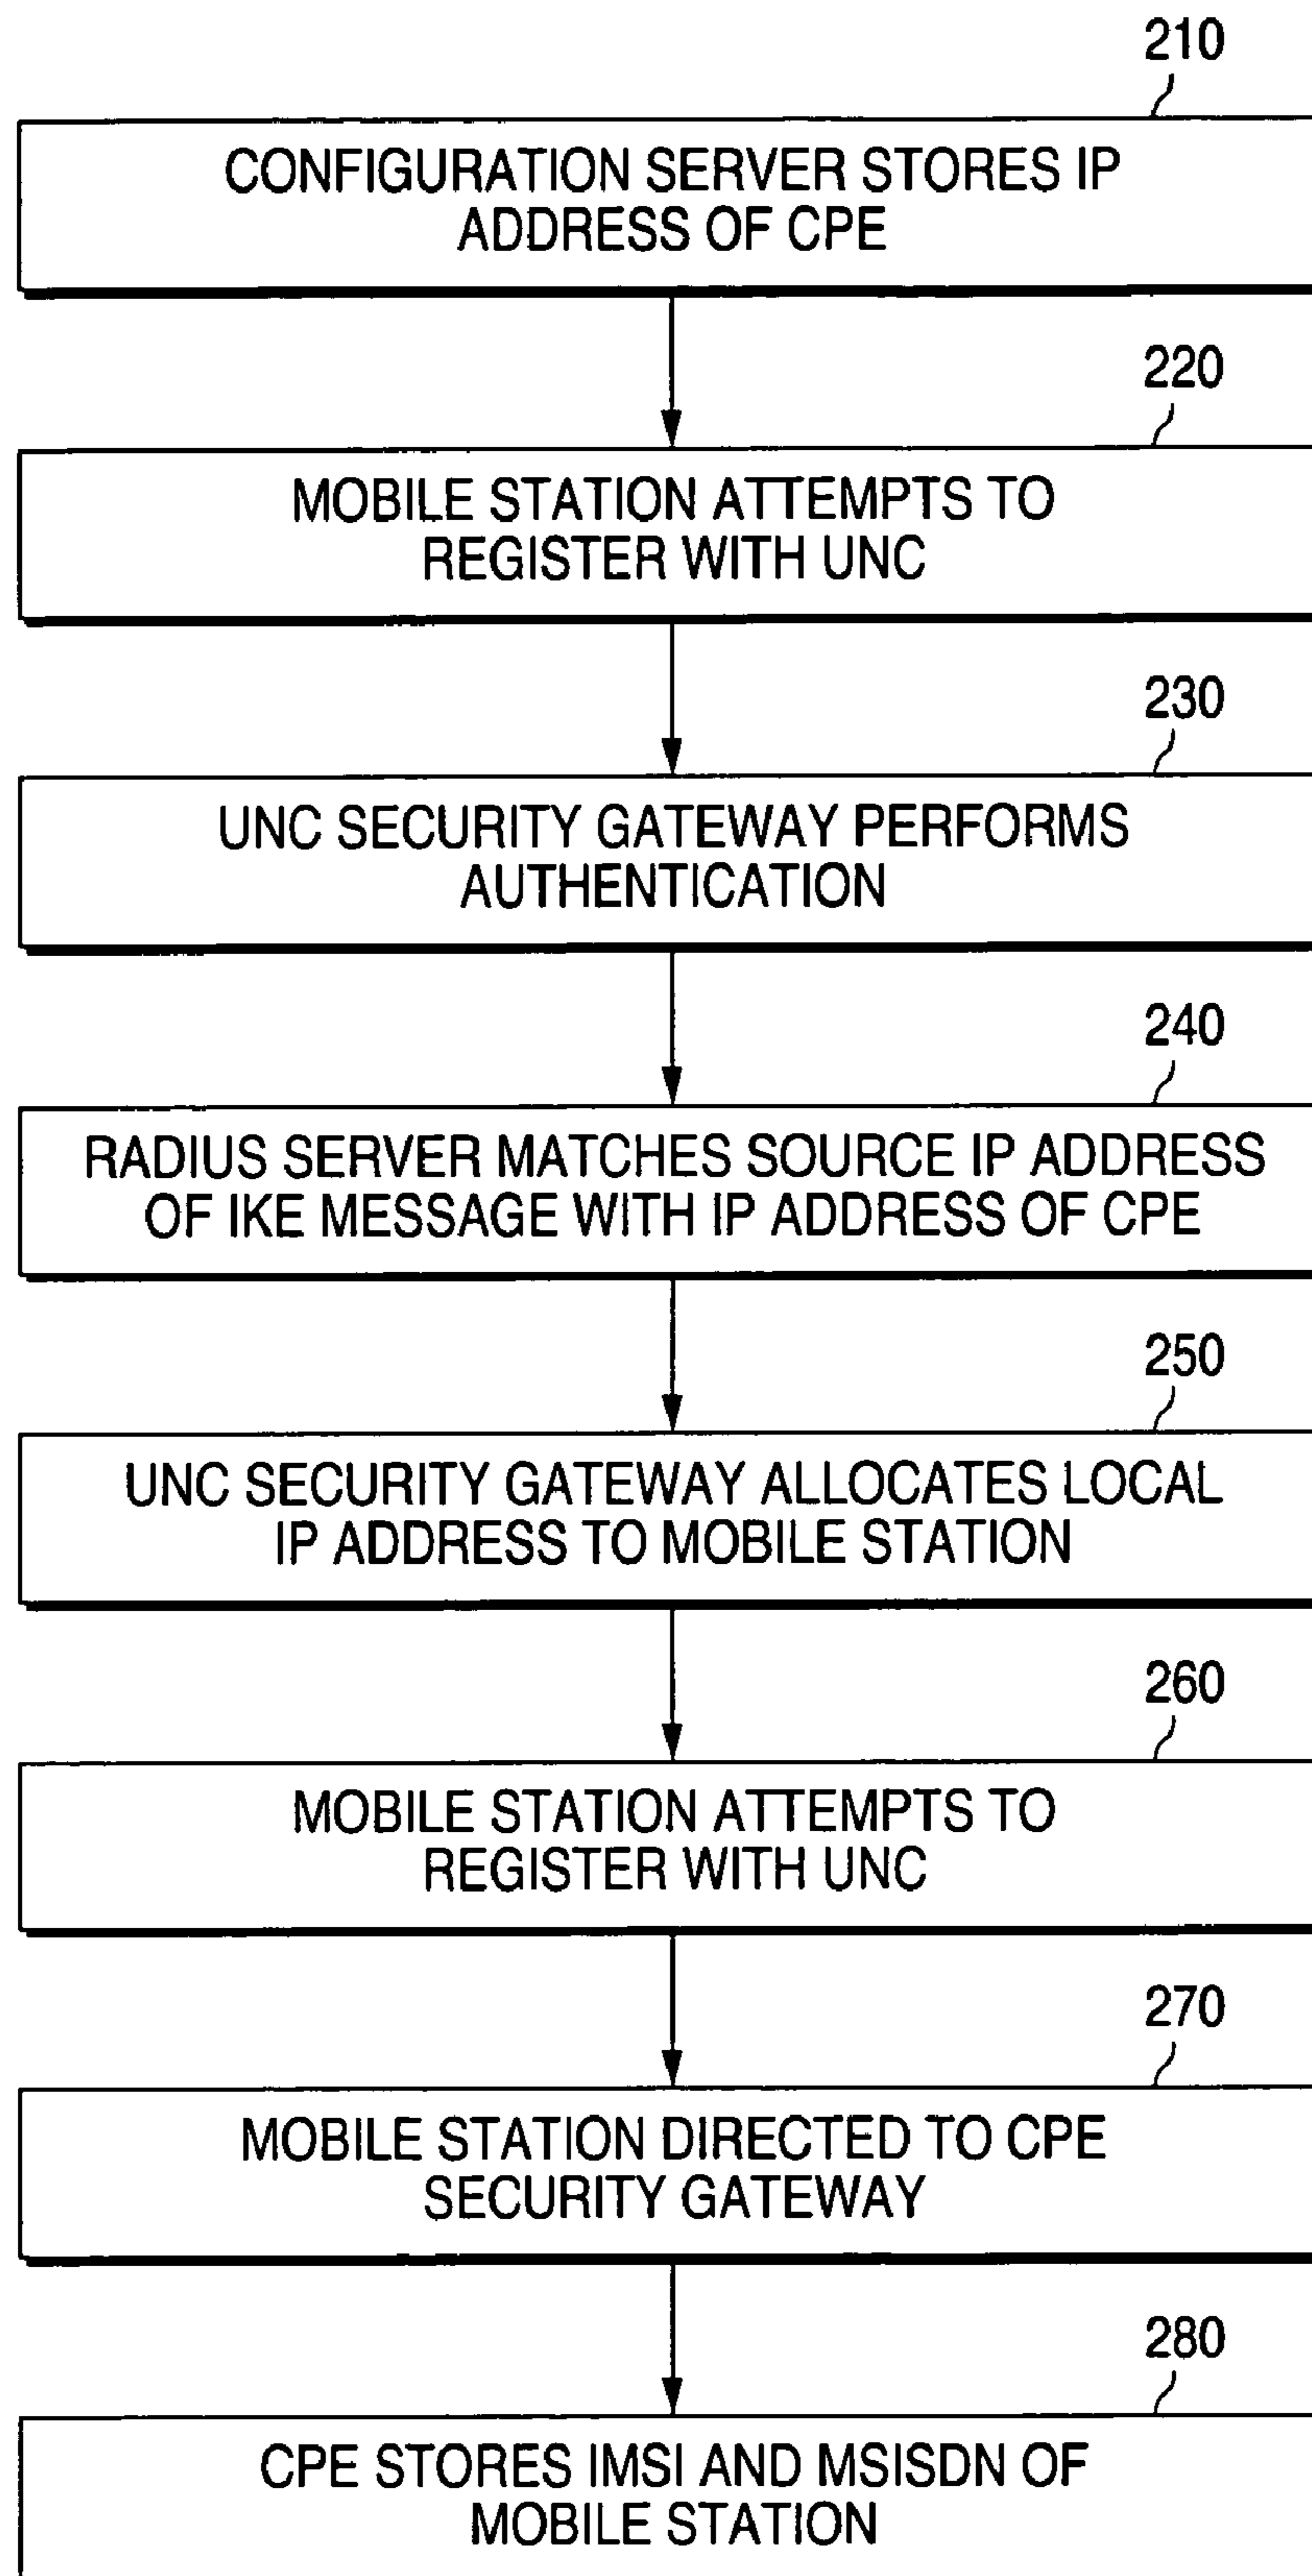 210
CONFIGURATION SERVER STORES IP
ADDRESS OF CPE
220
MOBILE STATION ATTEMPTS TO
REGISTER WITH UNC
230
UNC SECURITY GATEWAY PERFORMS
AUTHENTICATION
240
RADIUS SERVER MATCHES SOURCE IP ADDRESS
OF IKE MESSAGE WITH IP ADDRESS OF CPE
250
UNC SECURITY GATEWAY ALLOCATES LOCAL
IP ADDRESS TO MOBILE STATION
260
MOBILE STATION ATTEMPTS TO
REGISTER WITH UNC
270
MOBILE STATION DIRECTED TO CPE
SECURITY GATEWAY
280
CPE STORES IMSI AND MSISDN OF
MOBILE STATION